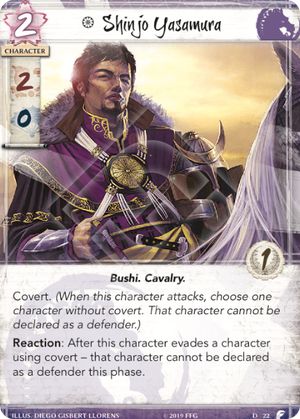 2
Shinjo Yasamura
CHARACTER
2
0
1
Bushi. Cavalry.
Covert. (When this character attacks, choose one
character without covert. That character cannot be
declared as a defender.)
Reaction: After this character evades a character
using covert – that character cannot be declared
as a defender this phase.
ILLUS. DIEGO GISBERT LLORENS
© 2019 FFG
D 22